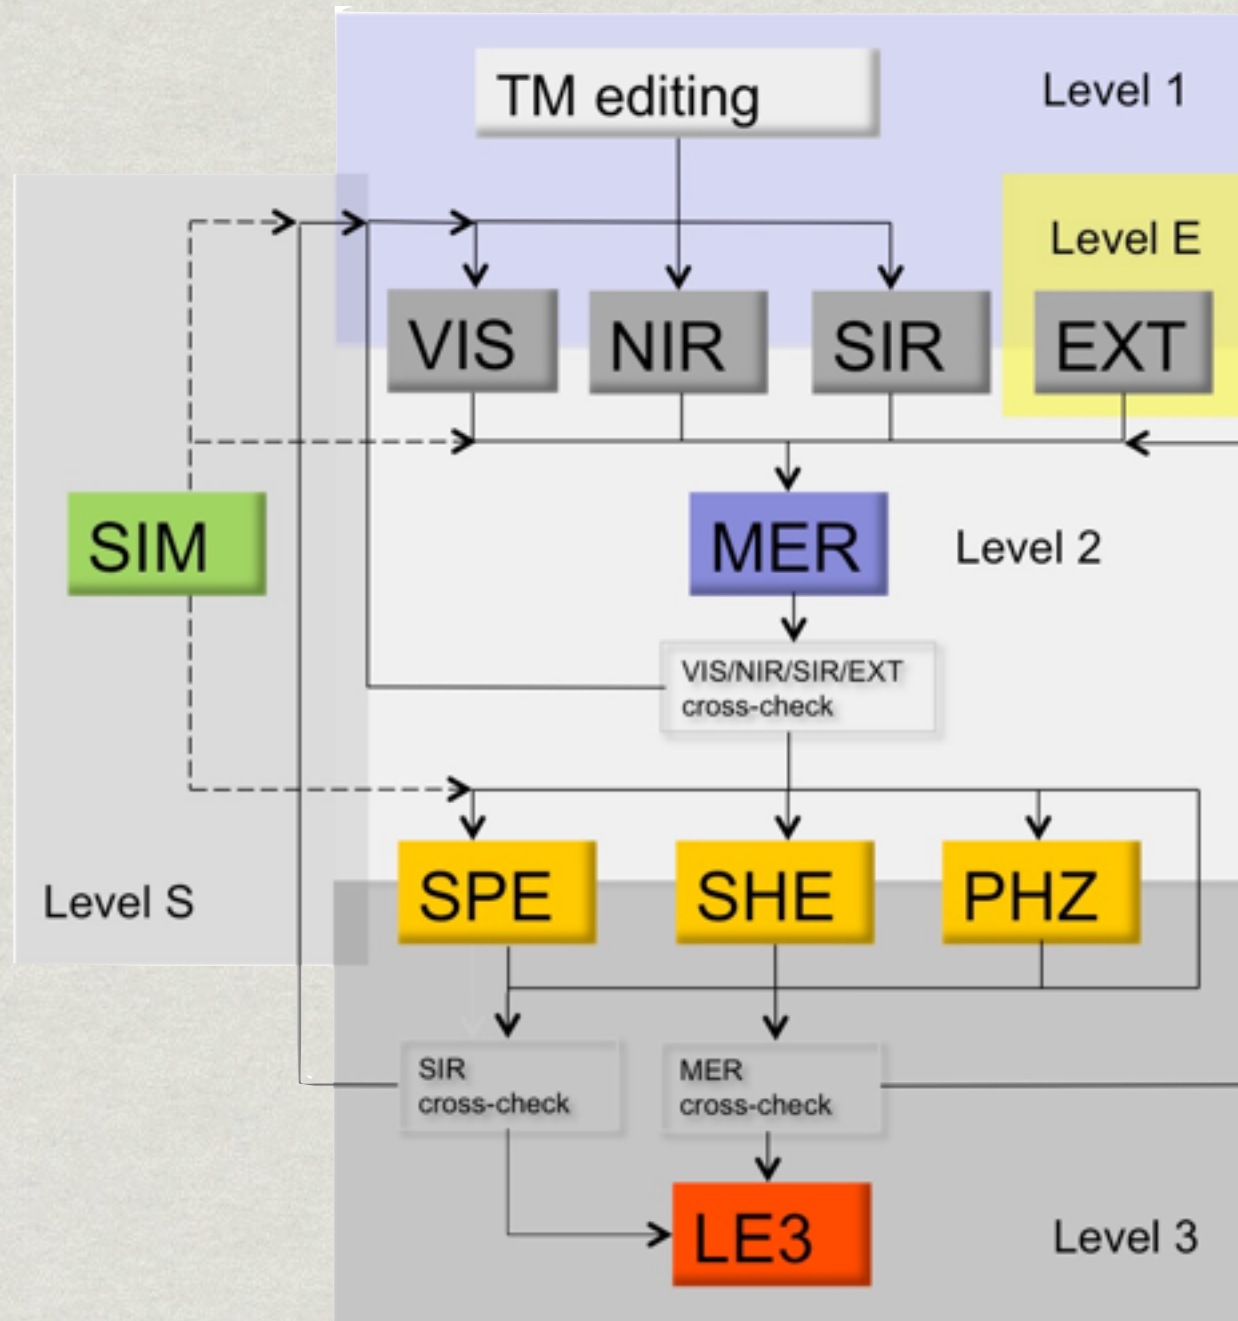 TM editing
Level 1
Level E
VIS
NIR
SIR
EXT
SIM
MER
Level 2
VIS/NIR/SIR/EXT
cross-check
SPE
SHE
PHZ
Level S
SIR
cross-check
MER
cross-check
LE3
Level 3